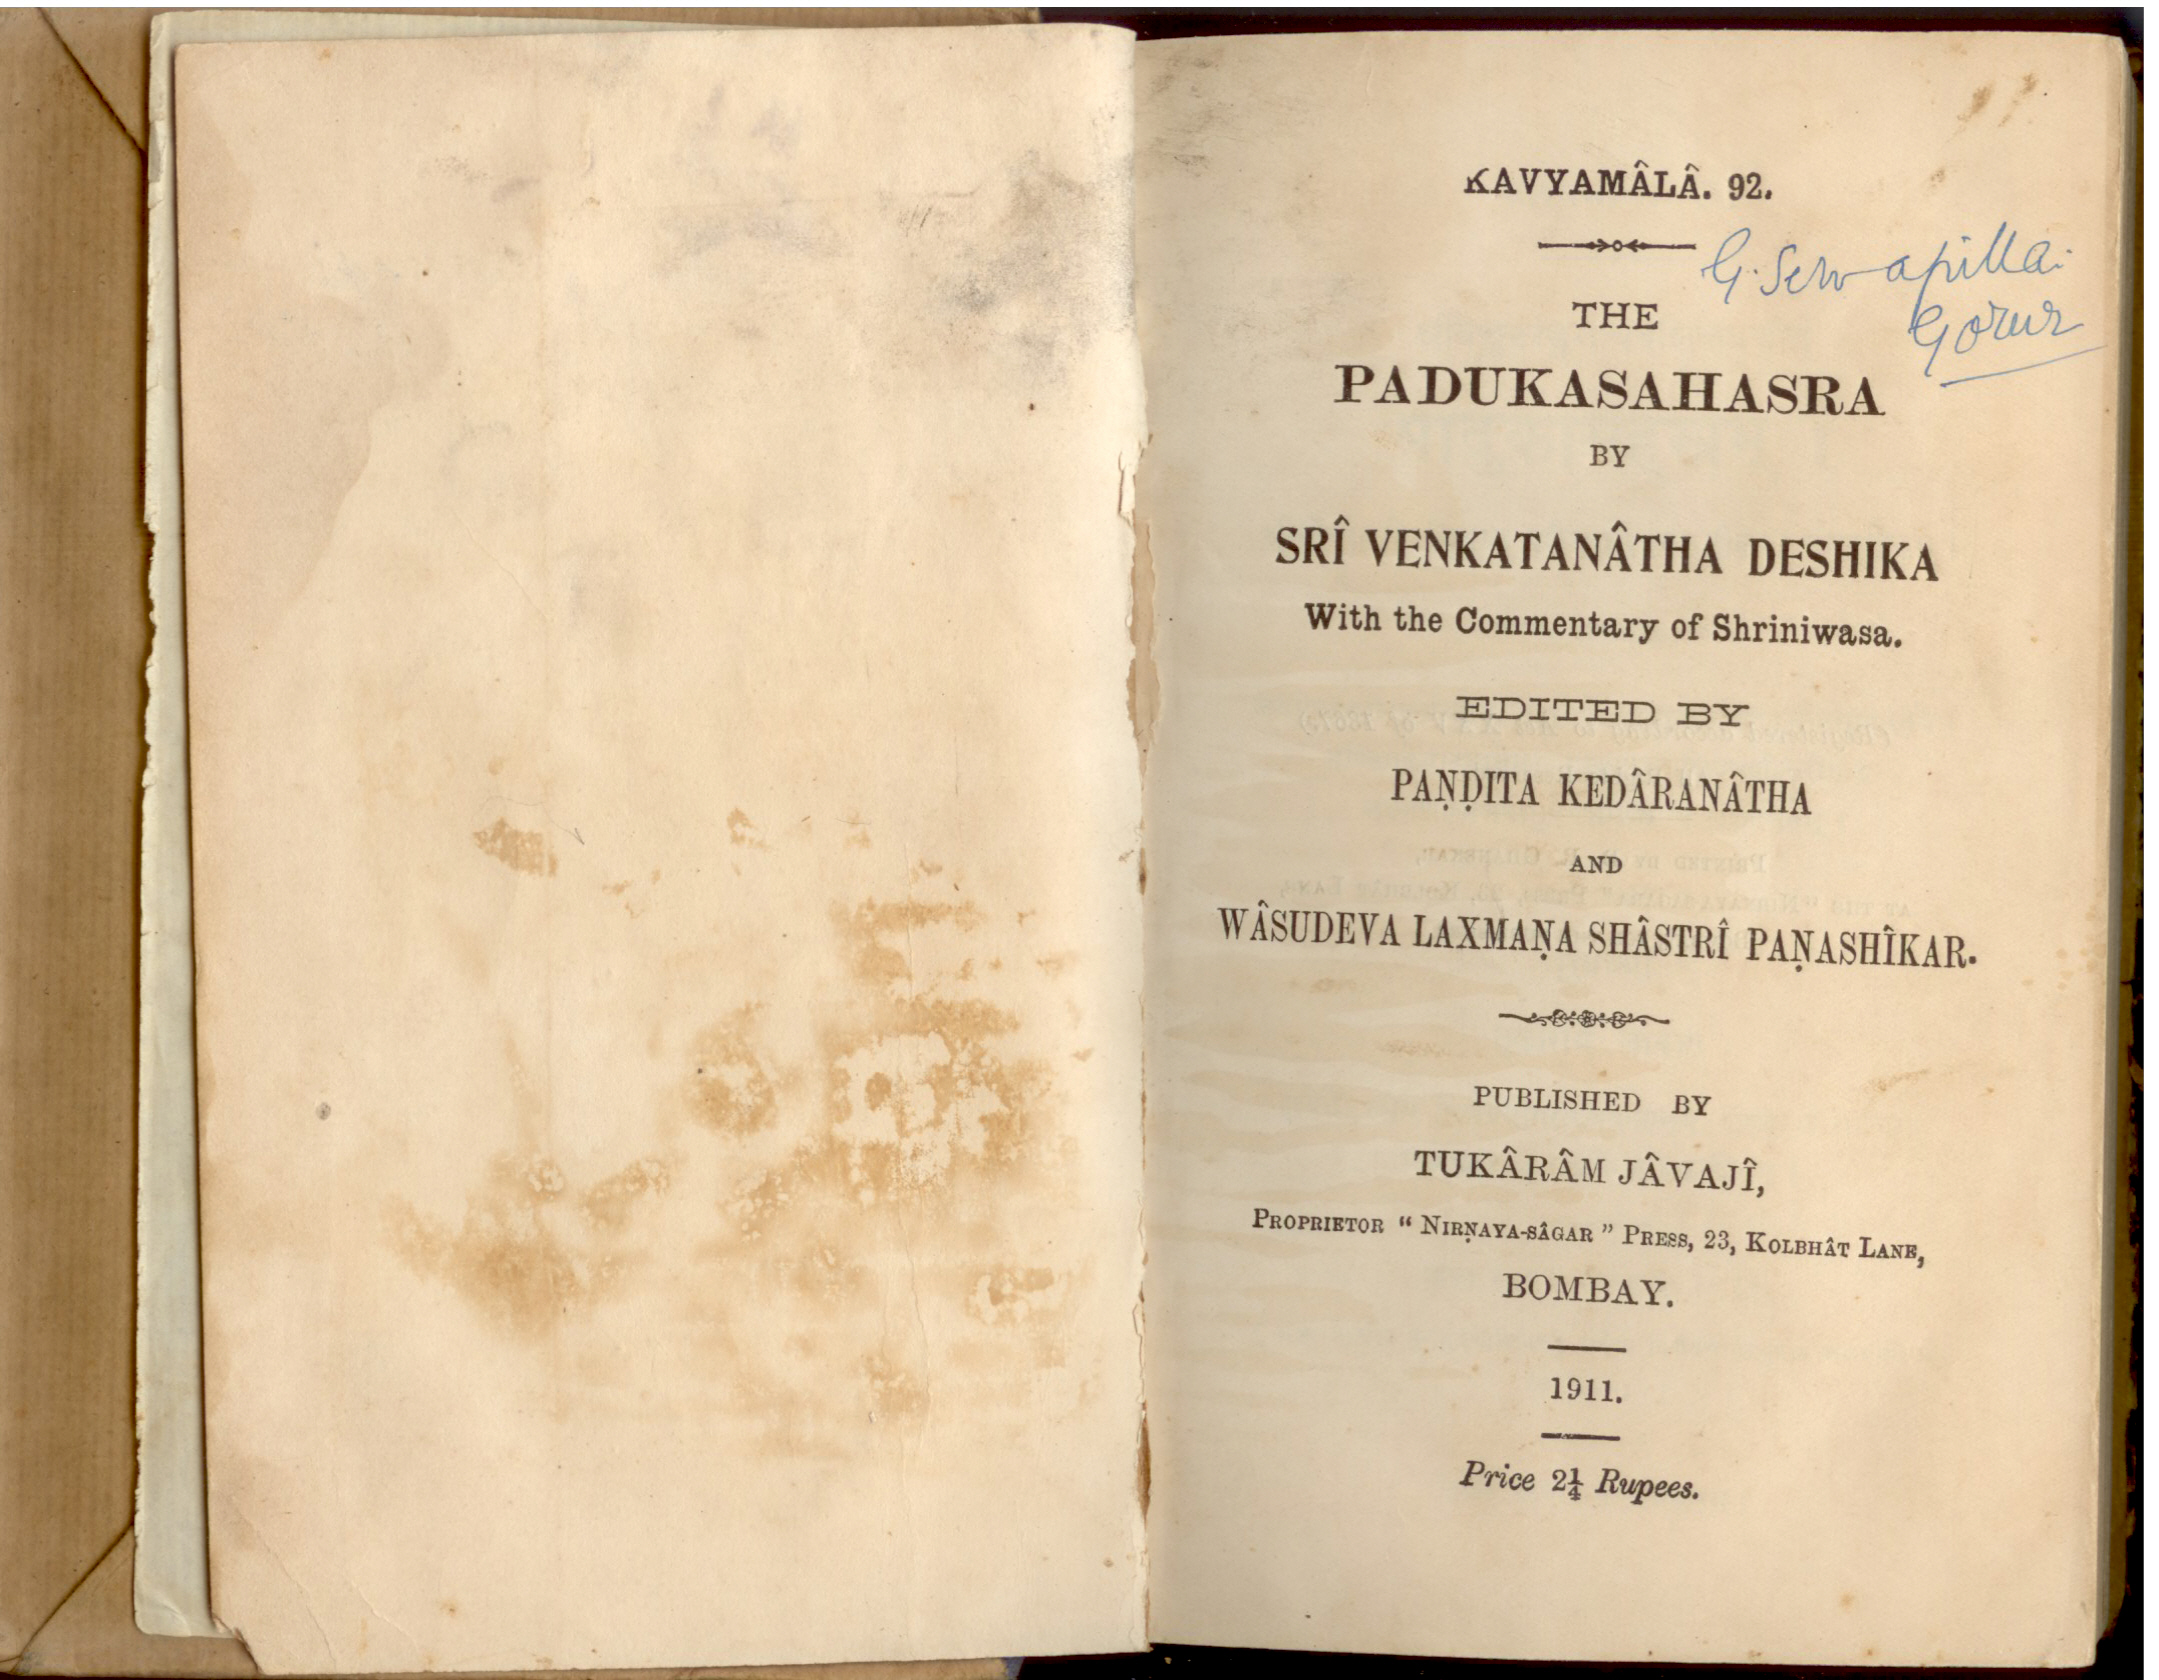 KAVYAMÂLÂ. 92.
THE
PADUKASAHASRA
BY
SRÎ VENKATANÂTHA DESHIKA
With the Commentary of Shriniwasa.
EDITED BY
PAṆḌITA KEDÂRANÂTHA
AND
WÂSUDEVA LAXMAṆA SHÂSTRÎ PAṆASHÎKAR.
PUBLISHED BY
TUKÂRÂM JÂVAJÎ,
PROPRIETOR “ NIRṆAYA-SÂGAR ” PRESS, 23, KOLBHÂT LANE,
BOMBAY.
1911.
Price 2¼ Rupees.
G.
Gorur